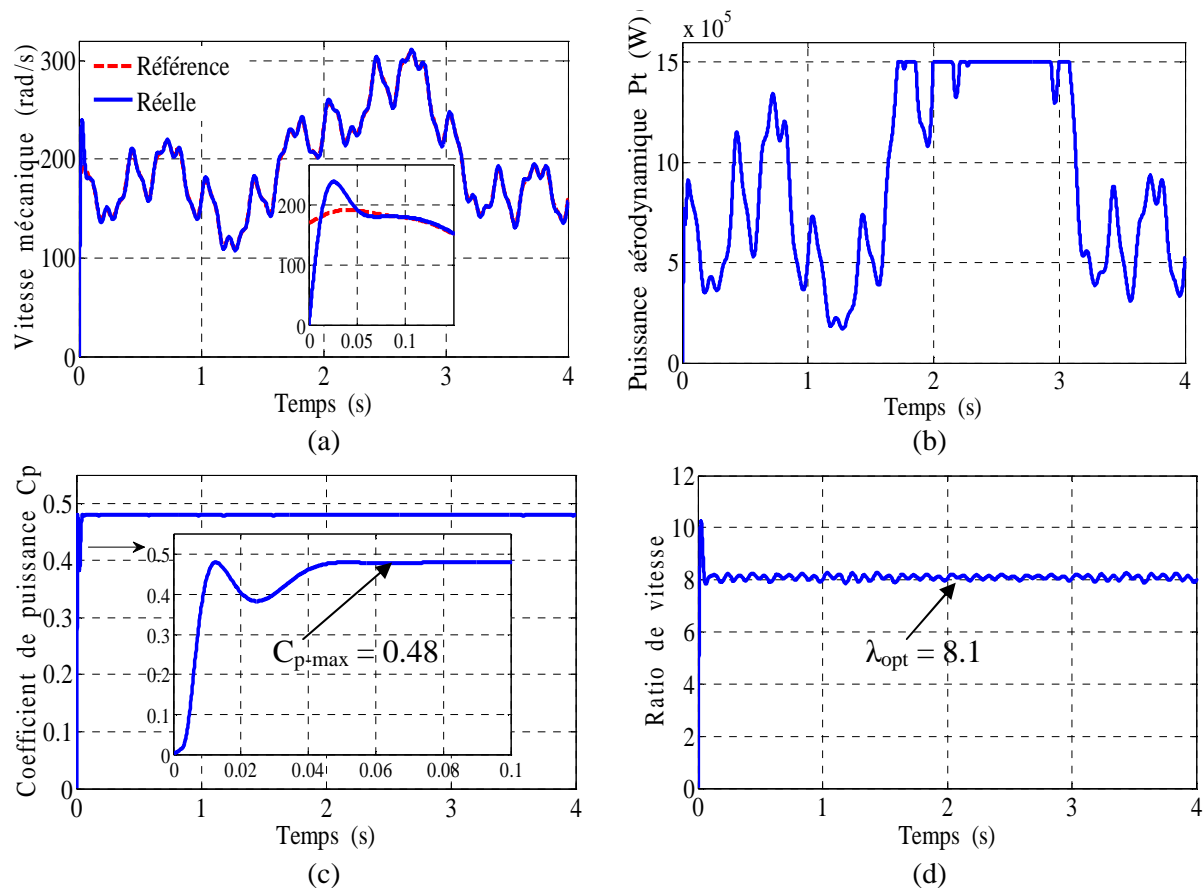 Vitesse mécanique (rad/s)
300
200
100
0
Référence
Réelle
200
100
0
0 0.05 0.1
0 1 2 3 4
Temps (s)
(a)
Puissance aérodynamique Pt (W)
x 10^5
15
10
5
0
0 1 2 3 4
Temps (s)
(b)
Coefficient de puissance Cp
0.5
0.4
0.3
0.2
0.1
0
0.5
0.4
0.3
0.2
0.1
0
0 0.02 0.04 0.06 0.08 0.1
Cp-max = 0.48
0 1 2 3 4
Temps (s)
(c)
Ratio de vitesse
12
10
8
6
4
2
0
λopt = 8.1
0 1 2 3 4
Temps (s)
(d)